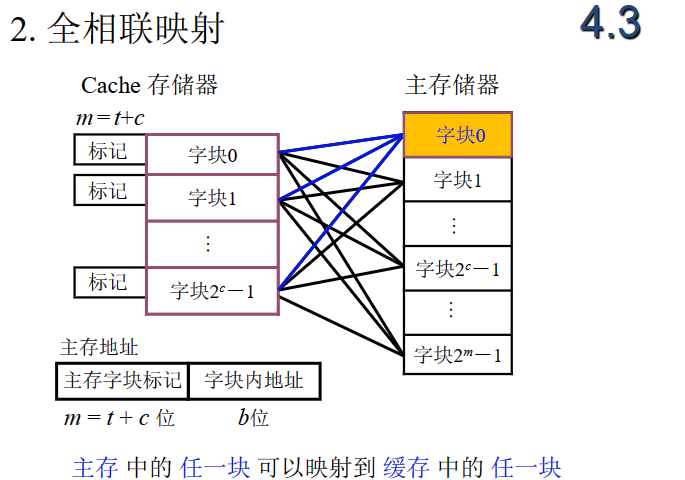 2. 全相联映射
4.3
Cache 存储器
主存储器
m = t+c
标记
字块0
标记
字块1
⋮
标记
字块2ᶜ－1
字块0
字块1
⋮
字块2ᶜ－1
⋮
字块2ᵐ－1
主存地址
主存字块标记 字块内地址
m = t + c 位 b位
主存 中的 任一块 可以映射到 缓存 中的 任一块